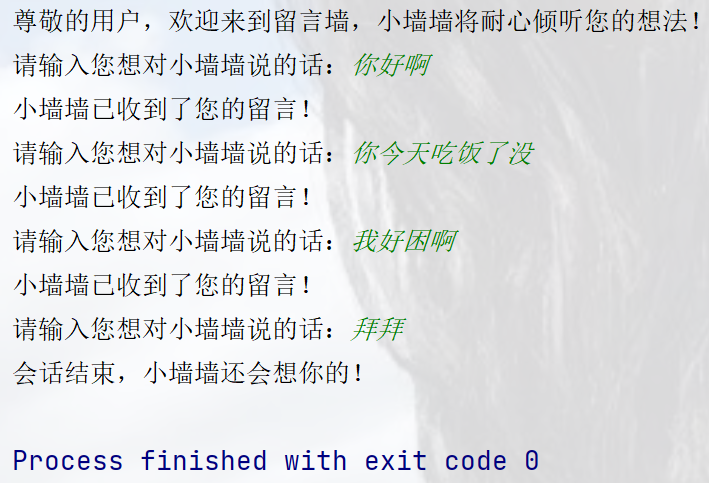 尊敬的用户，欢迎来到留言墙，小墙墙将耐心倾听您的想法！
请输入您想对小墙墙说的话：你好啊
小墙墙已收到了您的留言！
请输入您想对小墙墙说的话：你今天吃饭了没
小墙墙已收到了您的留言！
请输入您想对小墙墙说的话：我好困啊
小墙墙已收到了您的留言！
请输入您想对小墙墙说的话：拜拜
会话结束，小墙墙还会想你的！
Process finished with exit code 0